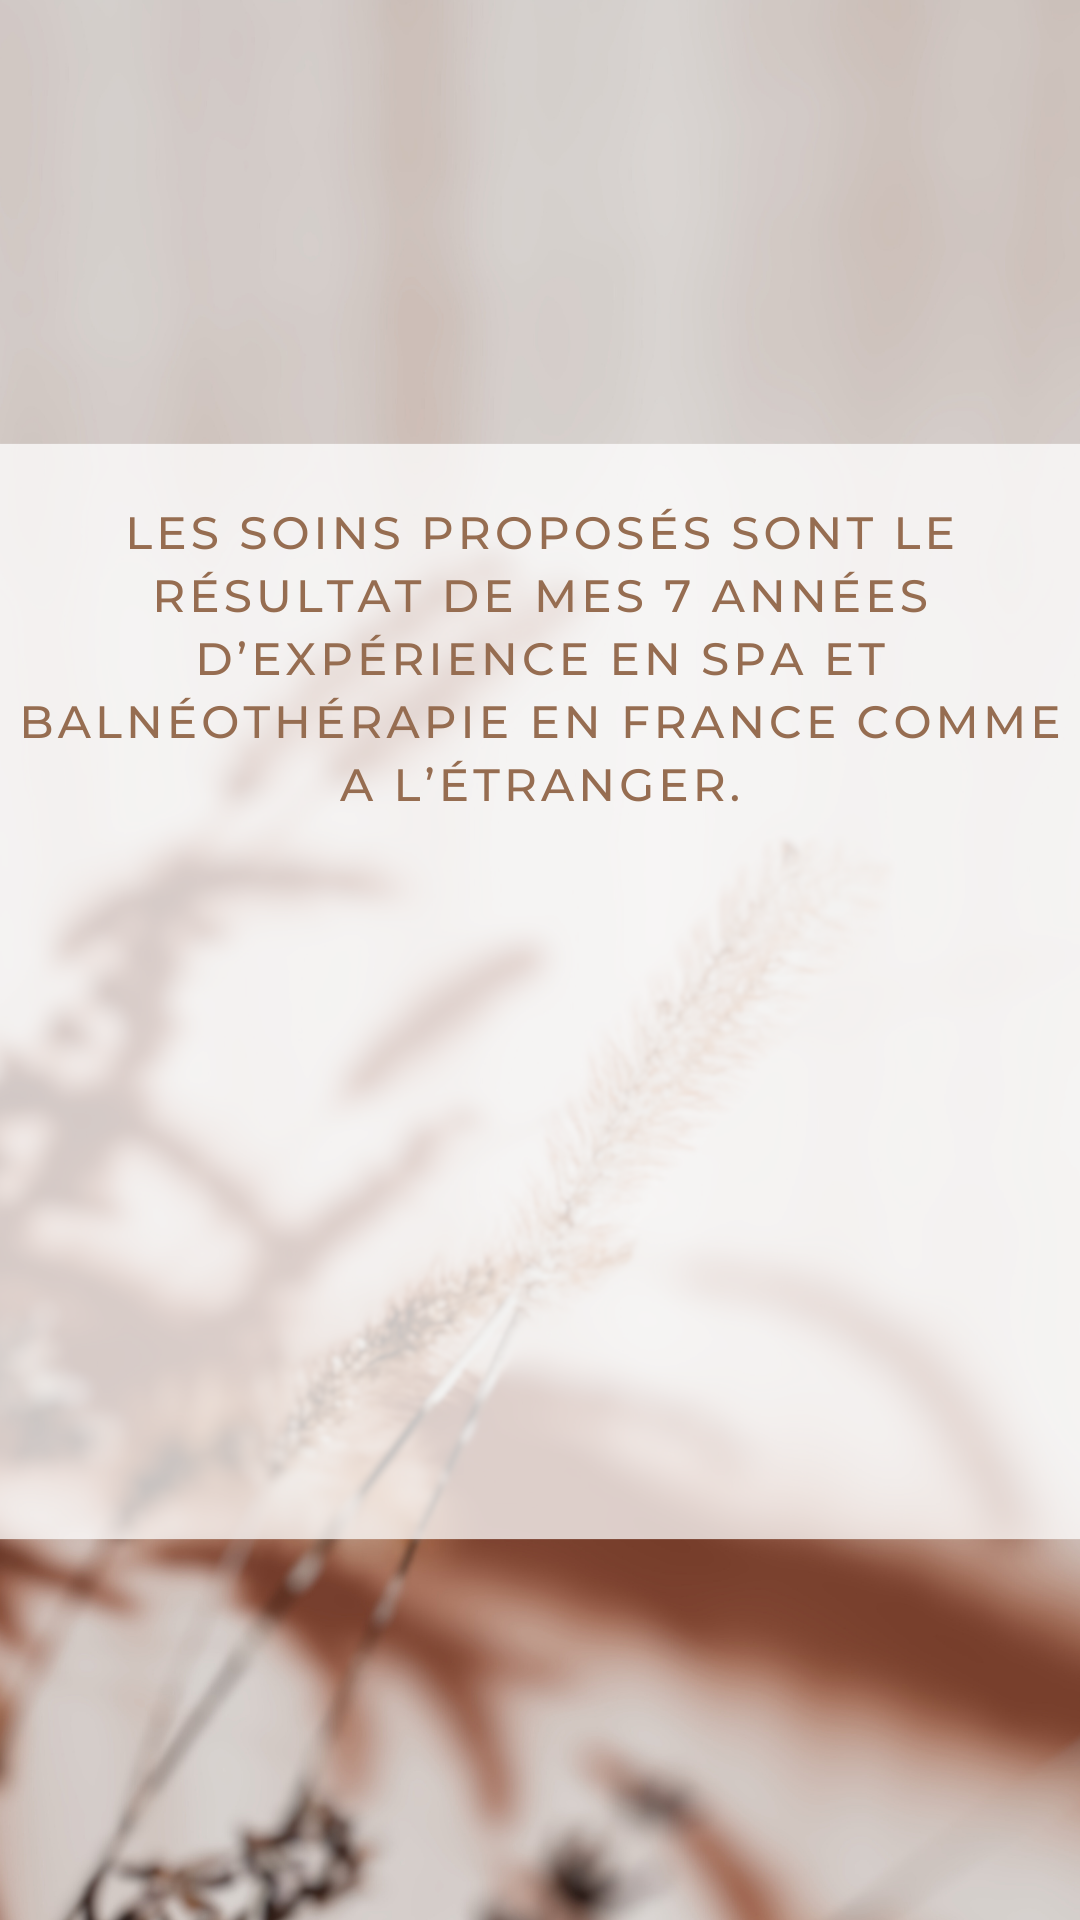 LES SOINS PROPOSÉS SONT LE
RÉSULTAT DE MES 7 ANNÉES
D’EXPÉRIENCE EN SPA ET
BALNÉOTHÉRAPIE EN FRANCE COMME
A L’ÉTRANGER.